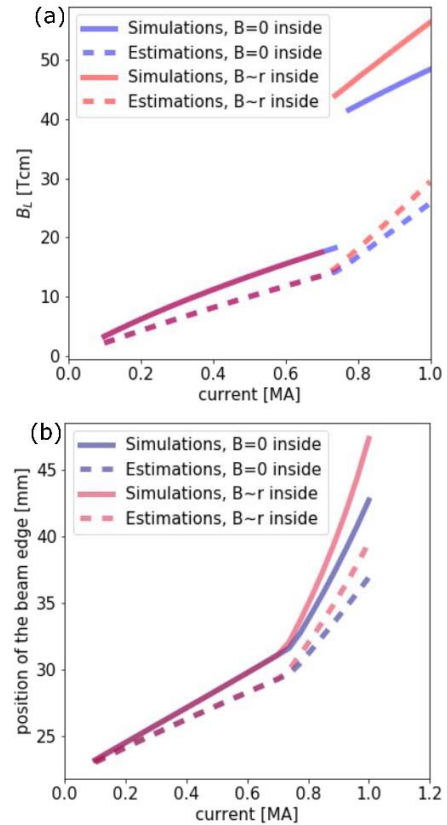 (a)
Simulations, B=0 inside
Estimations, B=0 inside
Simulations, B~r inside
Estimations, B~r inside
50
40
30
20
10
0
B_L [Tcm]
0.0 0.2 0.4 0.6 0.8 1.0
current [MA]
(b)
Simulations, B=0 inside
Estimations, B=0 inside
Simulations, B~r inside
Estimations, B~r inside
45
40
35
30
25
position of the beam edge [mm]
0.0 0.2 0.4 0.6 0.8 1.0 1.2
current [MA]